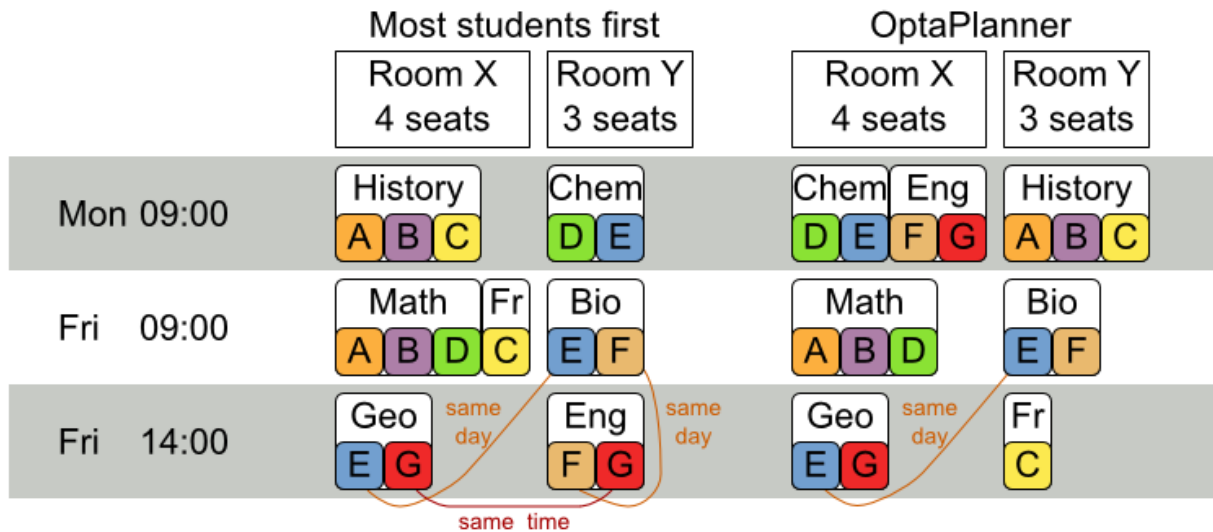 Most students first OptaPlanner
Room X Room Y Room X Room Y
4 seats 3 seats 4 seats 3 seats
Mon 09:00 History Chem Chem Eng History
A B C D E D E F G A B C
Fri 09:00 Math Fr Bio Math Bio
A B D C E F A B D E F
Fri 14:00 Geo same day Eng same day Geo same day Fr
E G F G E G C
same time